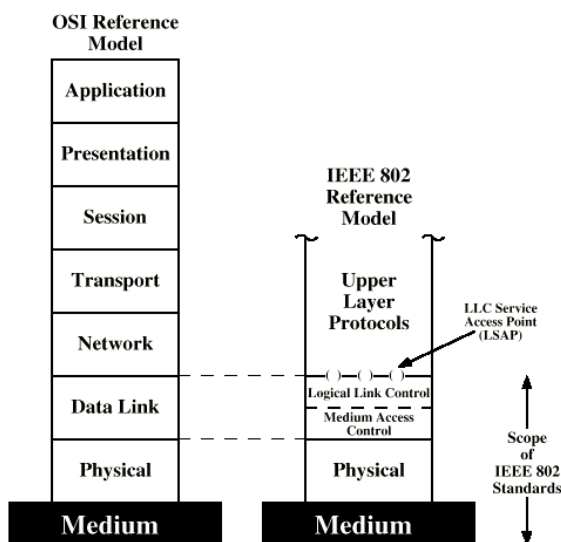 OSI Reference
Model
Application
Presentation
Session
Transport
Network
Data Link
Physical
Medium
IEEE 802
Reference
Model
Upper
Layer
Protocols
LLC Service
Access Point
(LSAP)
Logical Link Control
Medium Access
Control
Physical
Medium
Scope
of
IEEE 802
Standards